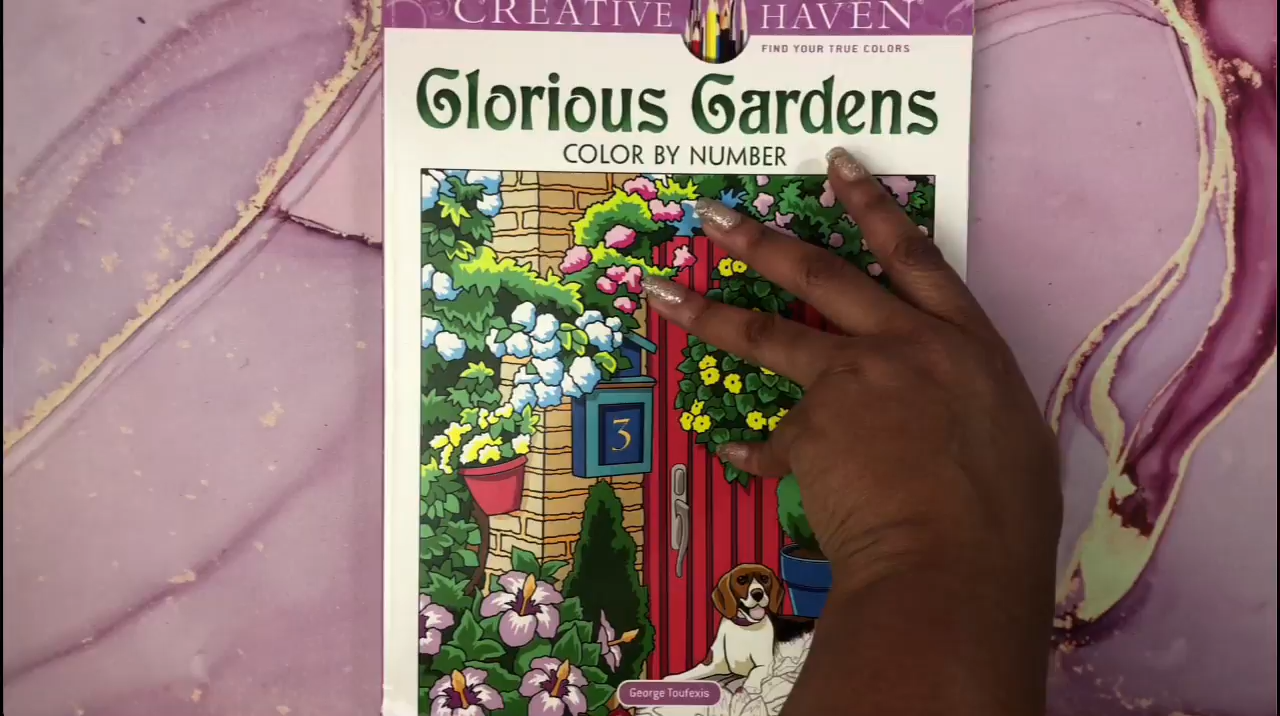 CREATIVE HAVEN®
FIND YOUR TRUE COLORS
Glorious Gardens
COLOR BY NUMBER
3
George Toufexis